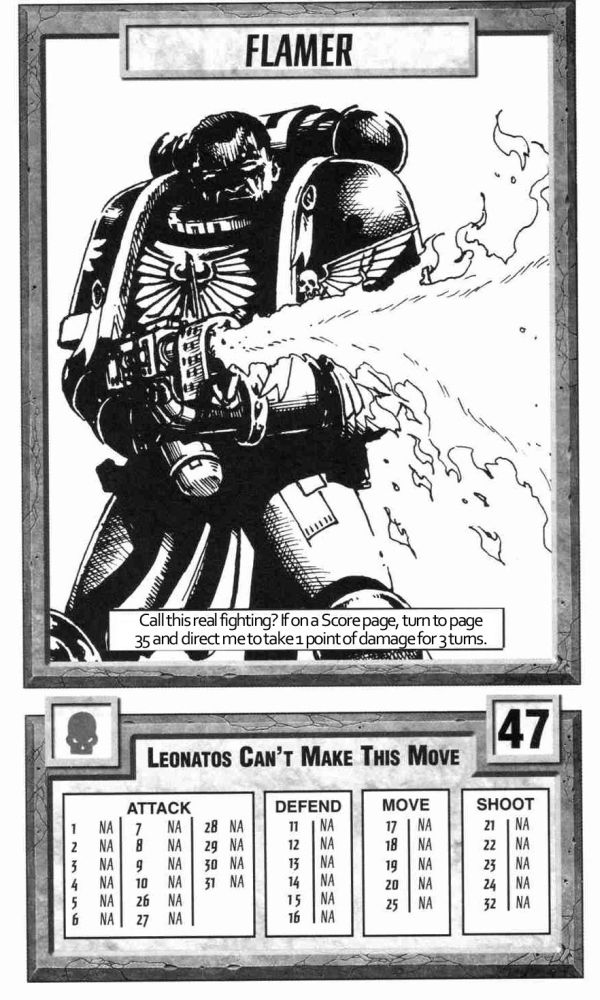 FLAMER
Call this real fighting? If on a Score page, turn to page
35 and direct me to take 1 point of damage for 3 turns.
47
LEONATOS CAN'T MAKE THIS MOVE
ATTACK
1 NA 7 NA 28 NA
2 NA 8 NA 29 NA
3 NA 9 NA 30 NA
4 NA 10 NA 31 NA
5 NA 26 NA
6 NA 27 NA
DEFEND
11 NA
12 NA
13 NA
14 NA
15 NA
16 NA
MOVE
17 NA
18 NA
19 NA
20 NA
25 NA
SHOOT
21 NA
22 NA
23 NA
24 NA
32 NA